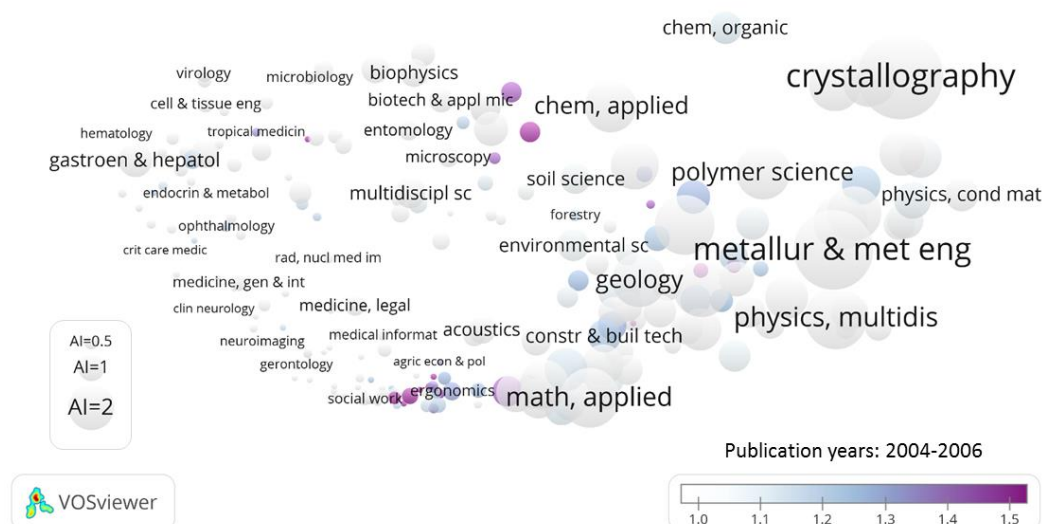 chem, organic
crystallography
virology
microbiology
biophysics
cell & tissue eng
biotech & appl mic
chem, applied
hematology
tropical medicin
entomology
gastroen & hepatol
microscopy
endocrin & metabol
multidiscipl sc
soil science
polymer science
physics, cond mat
forestry
ophthalmology
crit care medic
rad, nucl med im
environmental sc
metallur & met eng
medicine, gen & int
geology
clin neurology
medicine, legal
physics, multidis
neuroimaging
medical informat
acoustics
constr & buil tech
gerontology
agric econ & pol
social work
ergonomics
math, applied
AI=0.5
AI=1
AI=2
Publication years: 2004-2006
VOSviewer
1.0 1.1 1.2 1.3 1.4 1.5